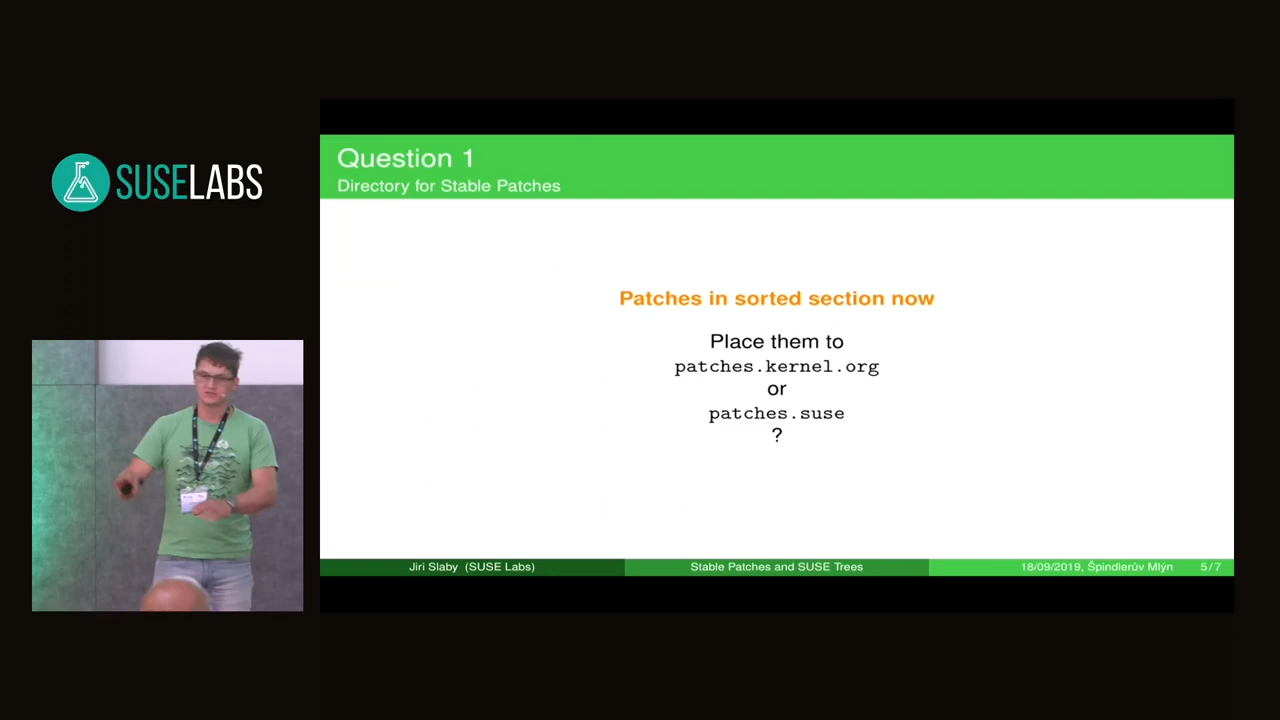 SUSELABS
Question 1
Directory for Stable Patches
Patches in sorted section now
Place them to
patches.kernel.org
or
patches.suse
?
Jiri Slaby (SUSE Labs)
Stable Patches and SUSE Trees
18/09/2019, Špindlerův Mlýn
5/7